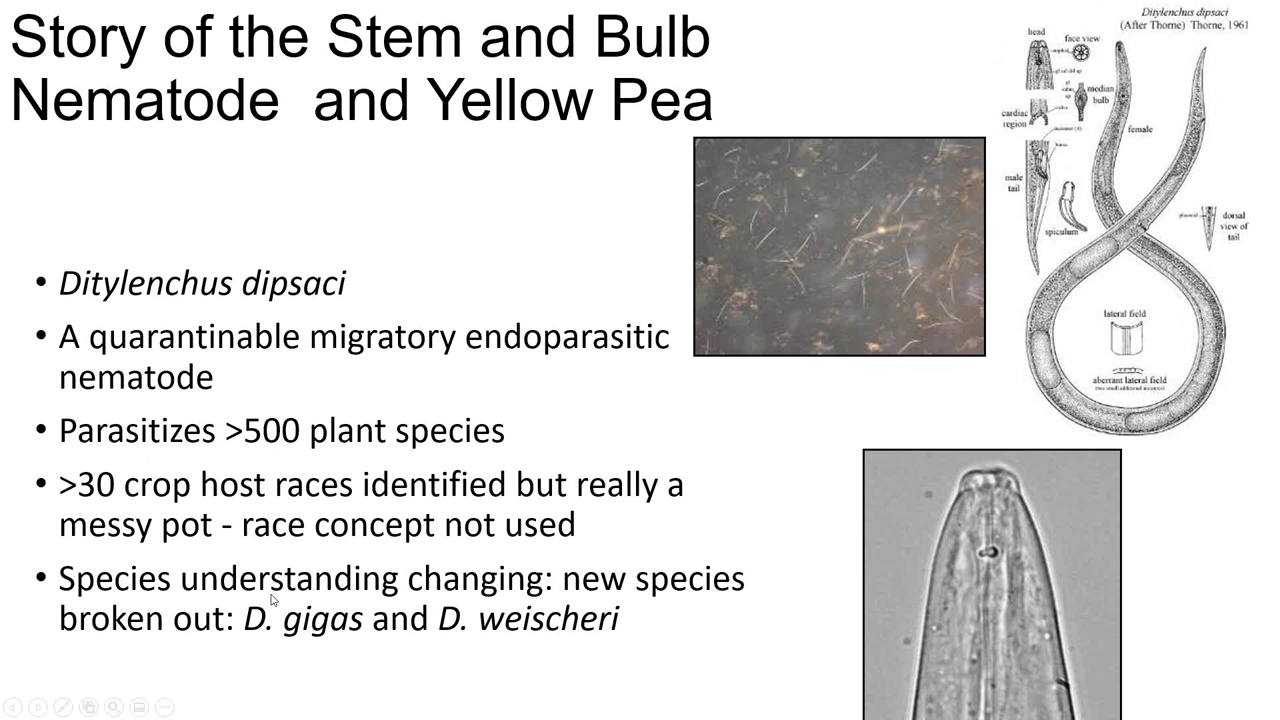 Story of the Stem and Bulb
Nematode and Yellow Pea
• Ditylenchus dipsaci
• A quarantinable migratory endoparasitic
nematode
• Parasitizes >500 plant species
• >30 crop host races identified but really a
messy pot - race concept not used
• Species understanding changing: new species
broken out: D. gigas and D. weischeri
Ditylenchus dipsaci
(After Thorne) Thorne, 1961
head
face view
median
bulb
cardiac
region
female
male
tail
spiculum
dorsal
view of
tail
lateral field
aberrant lateral field